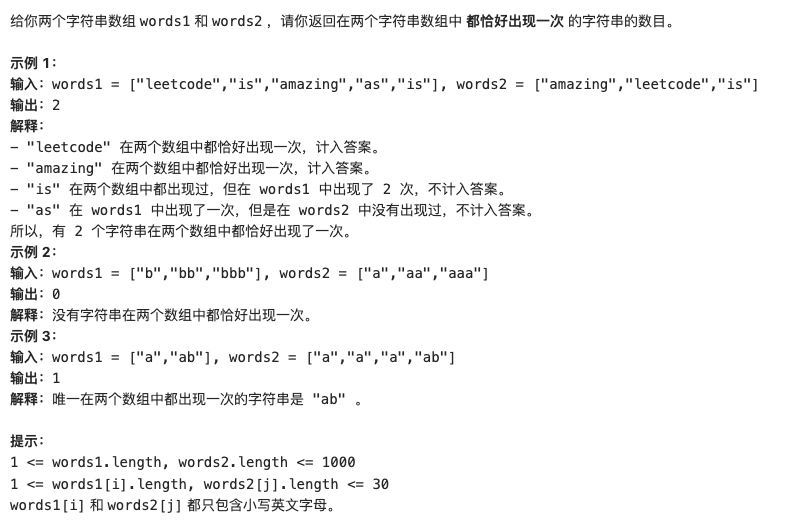 给你两个字符串数组 words1 和 words2 ，请你返回在两个字符串数组中 都恰好出现一次 的字符串的数目。
示例 1：
输入：words1 = ["leetcode","is","amazing","as","is"], words2 = ["amazing","leetcode","is"]
输出：2
解释：
- "leetcode" 在两个数组中都恰好出现一次，计入答案。
- "amazing" 在两个数组中都恰好出现一次，计入答案。
- "is" 在两个数组中都出现过，但在 words1 中出现了 2 次，不计入答案。
- "as" 在 words1 中出现了一次，但是在 words2 中没有出现过，不计入答案。
所以，有 2 个字符串在两个数组中都恰好出现了一次。
示例 2：
输入：words1 = ["b","bb","bbb"], words2 = ["a","aa","aaa"]
输出：0
解释：没有字符串在两个数组中都恰好出现一次。
示例 3：
输入：words1 = ["a","ab"], words2 = ["a","a","a","ab"]
输出：1
解释：唯一在两个数组中都出现一次的字符串是 "ab" 。
提示：
1 <= words1.length, words2.length <= 1000
1 <= words1[i].length, words2[j].length <= 30
words1[i] 和 words2[j] 都只包含小写英文字母。